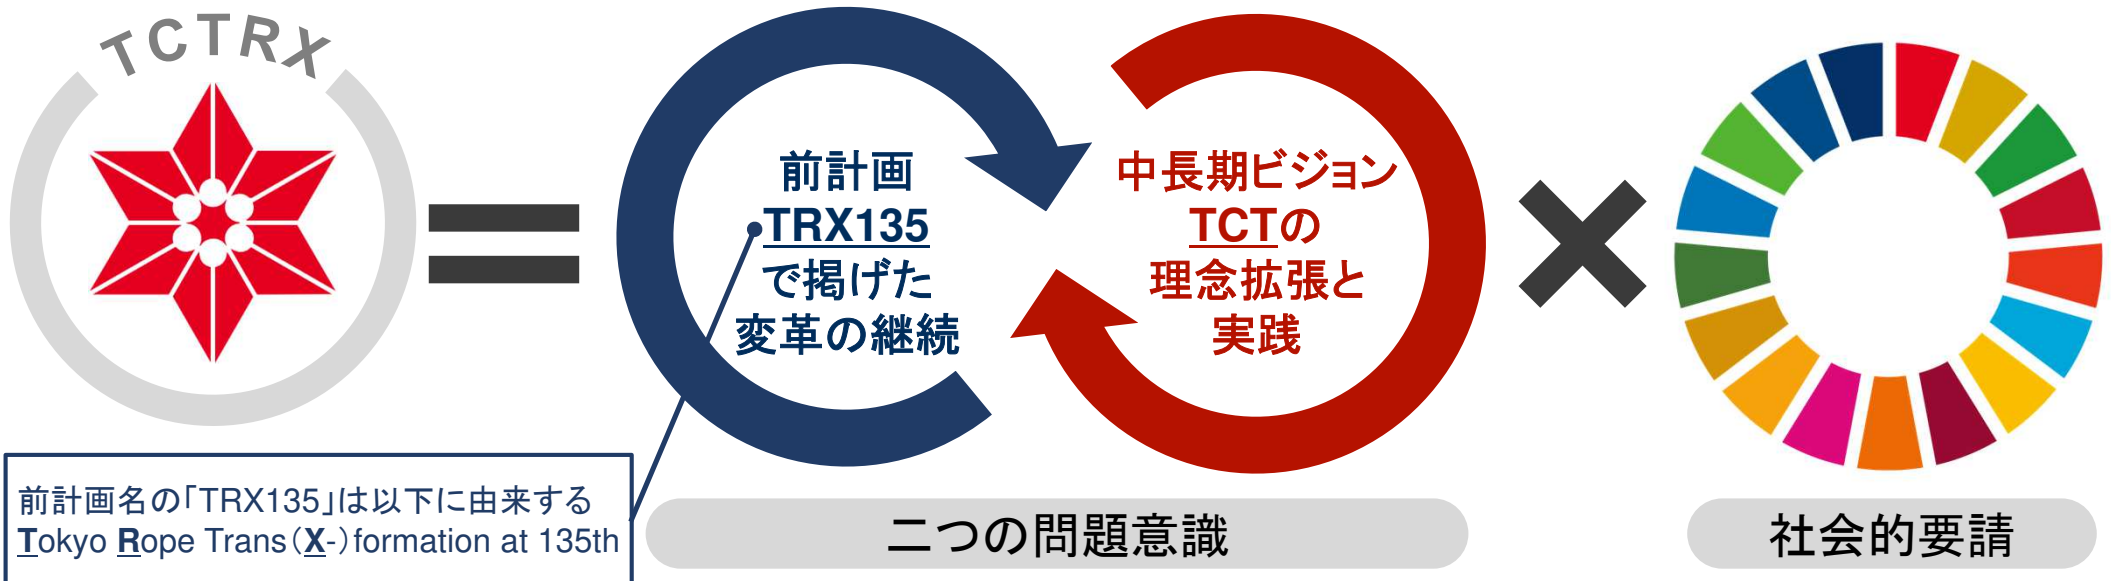 TCTRX
前計画
TRX135
で掲げた
変革の継続
中長期ビジョン
TCTの
理念拡張と
実践
前計画名の「TRX135」は以下に由来する
Tokyo Rope Trans(X-)formation at 135th
二つの問題意識
社会的要請